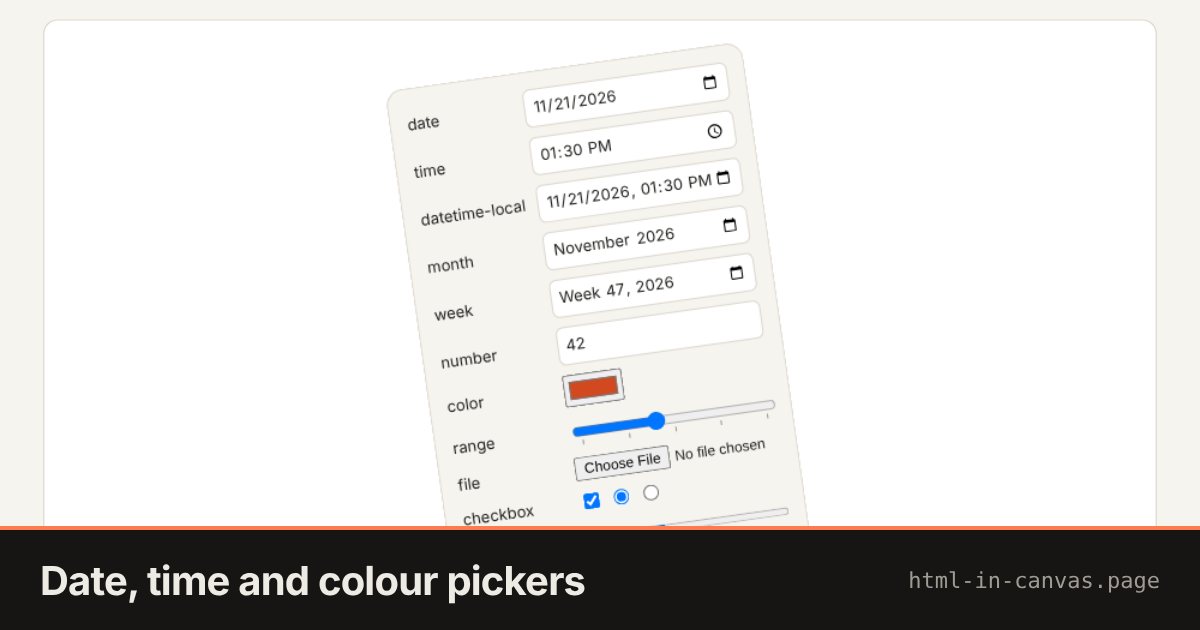 date 11/21/2026
time 01:30 PM
datetime-local 11/21/2026, 01:30 PM
month November 2026
week Week 47, 2026
number 42
color
range
file Choose File No file chosen
checkbox
Date, time and colour pickers
html-in-canvas.page